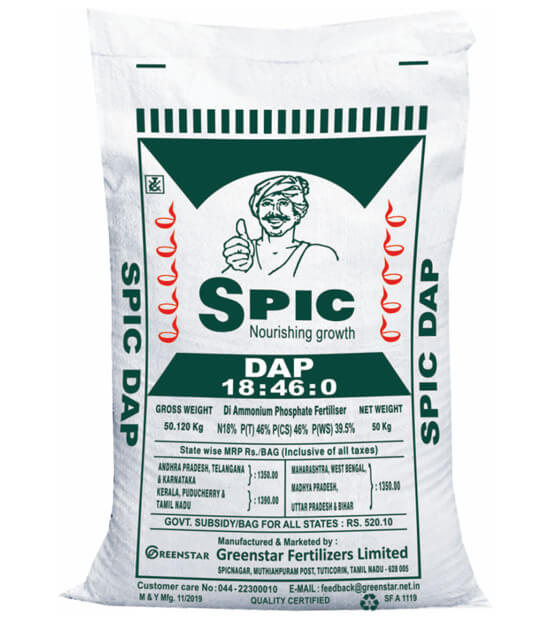 SPIC
Nourishing growth
SPIC DAP
SPIC DAP
DAP
18:46:0
GROSS WEIGHT Di Ammonium Phosphate Fertiliser NET WEIGHT
50.120 Kg N18% P(T) 46% P(CS) 46% P(WS) 39.5% 50 Kg
State wise MRP Rs./BAG (Inclusive of all taxes)
ANDHRA PRADESH, TELANGANA
& KARNATAKA : 1350.00
KERALA, PUDUCHERRY &
TAMIL NADU : 1390.00
MAHARASHTRA, WEST BENGAL,
MADHYA PRADESH, : 1350.00
UTTAR PRADESH & BIHAR
GOVT. SUBSIDY/BAG FOR ALL STATES : RS. 520.10
Manufactured & Marketed by :
GREENSTAR Greenstar Fertilizers Limited
SPICNAGAR, MUTHIAHPURAM POST, TUTICORIN, TAMIL NADU - 628 005
Customer care No : 044-22300010 E-MAIL : feedback@greenstar.net.in
M & Y Mfg. 11/2019 QUALITY CERTIFIED SF A 1119